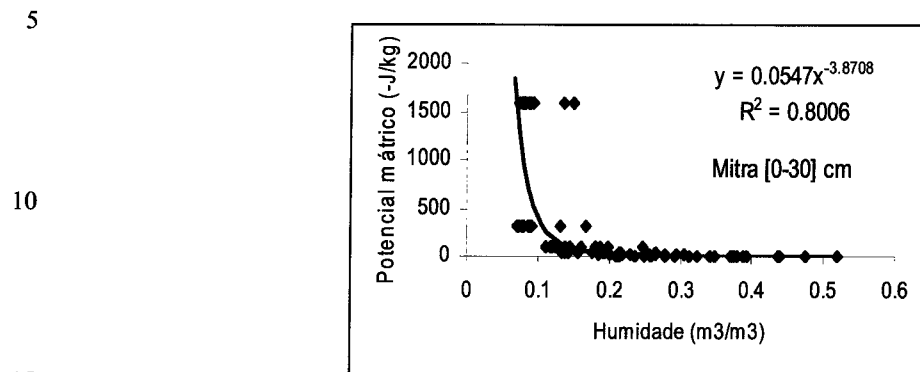 5
10
2000
1500
1000
500
0
Potencial mátrico (-J/kg)
y = 0.0547x^-3.8708
R² = 0.8006
Mitra [0-30] cm
0 0.1 0.2 0.3 0.4 0.5 0.6
Humidade (m3/m3)